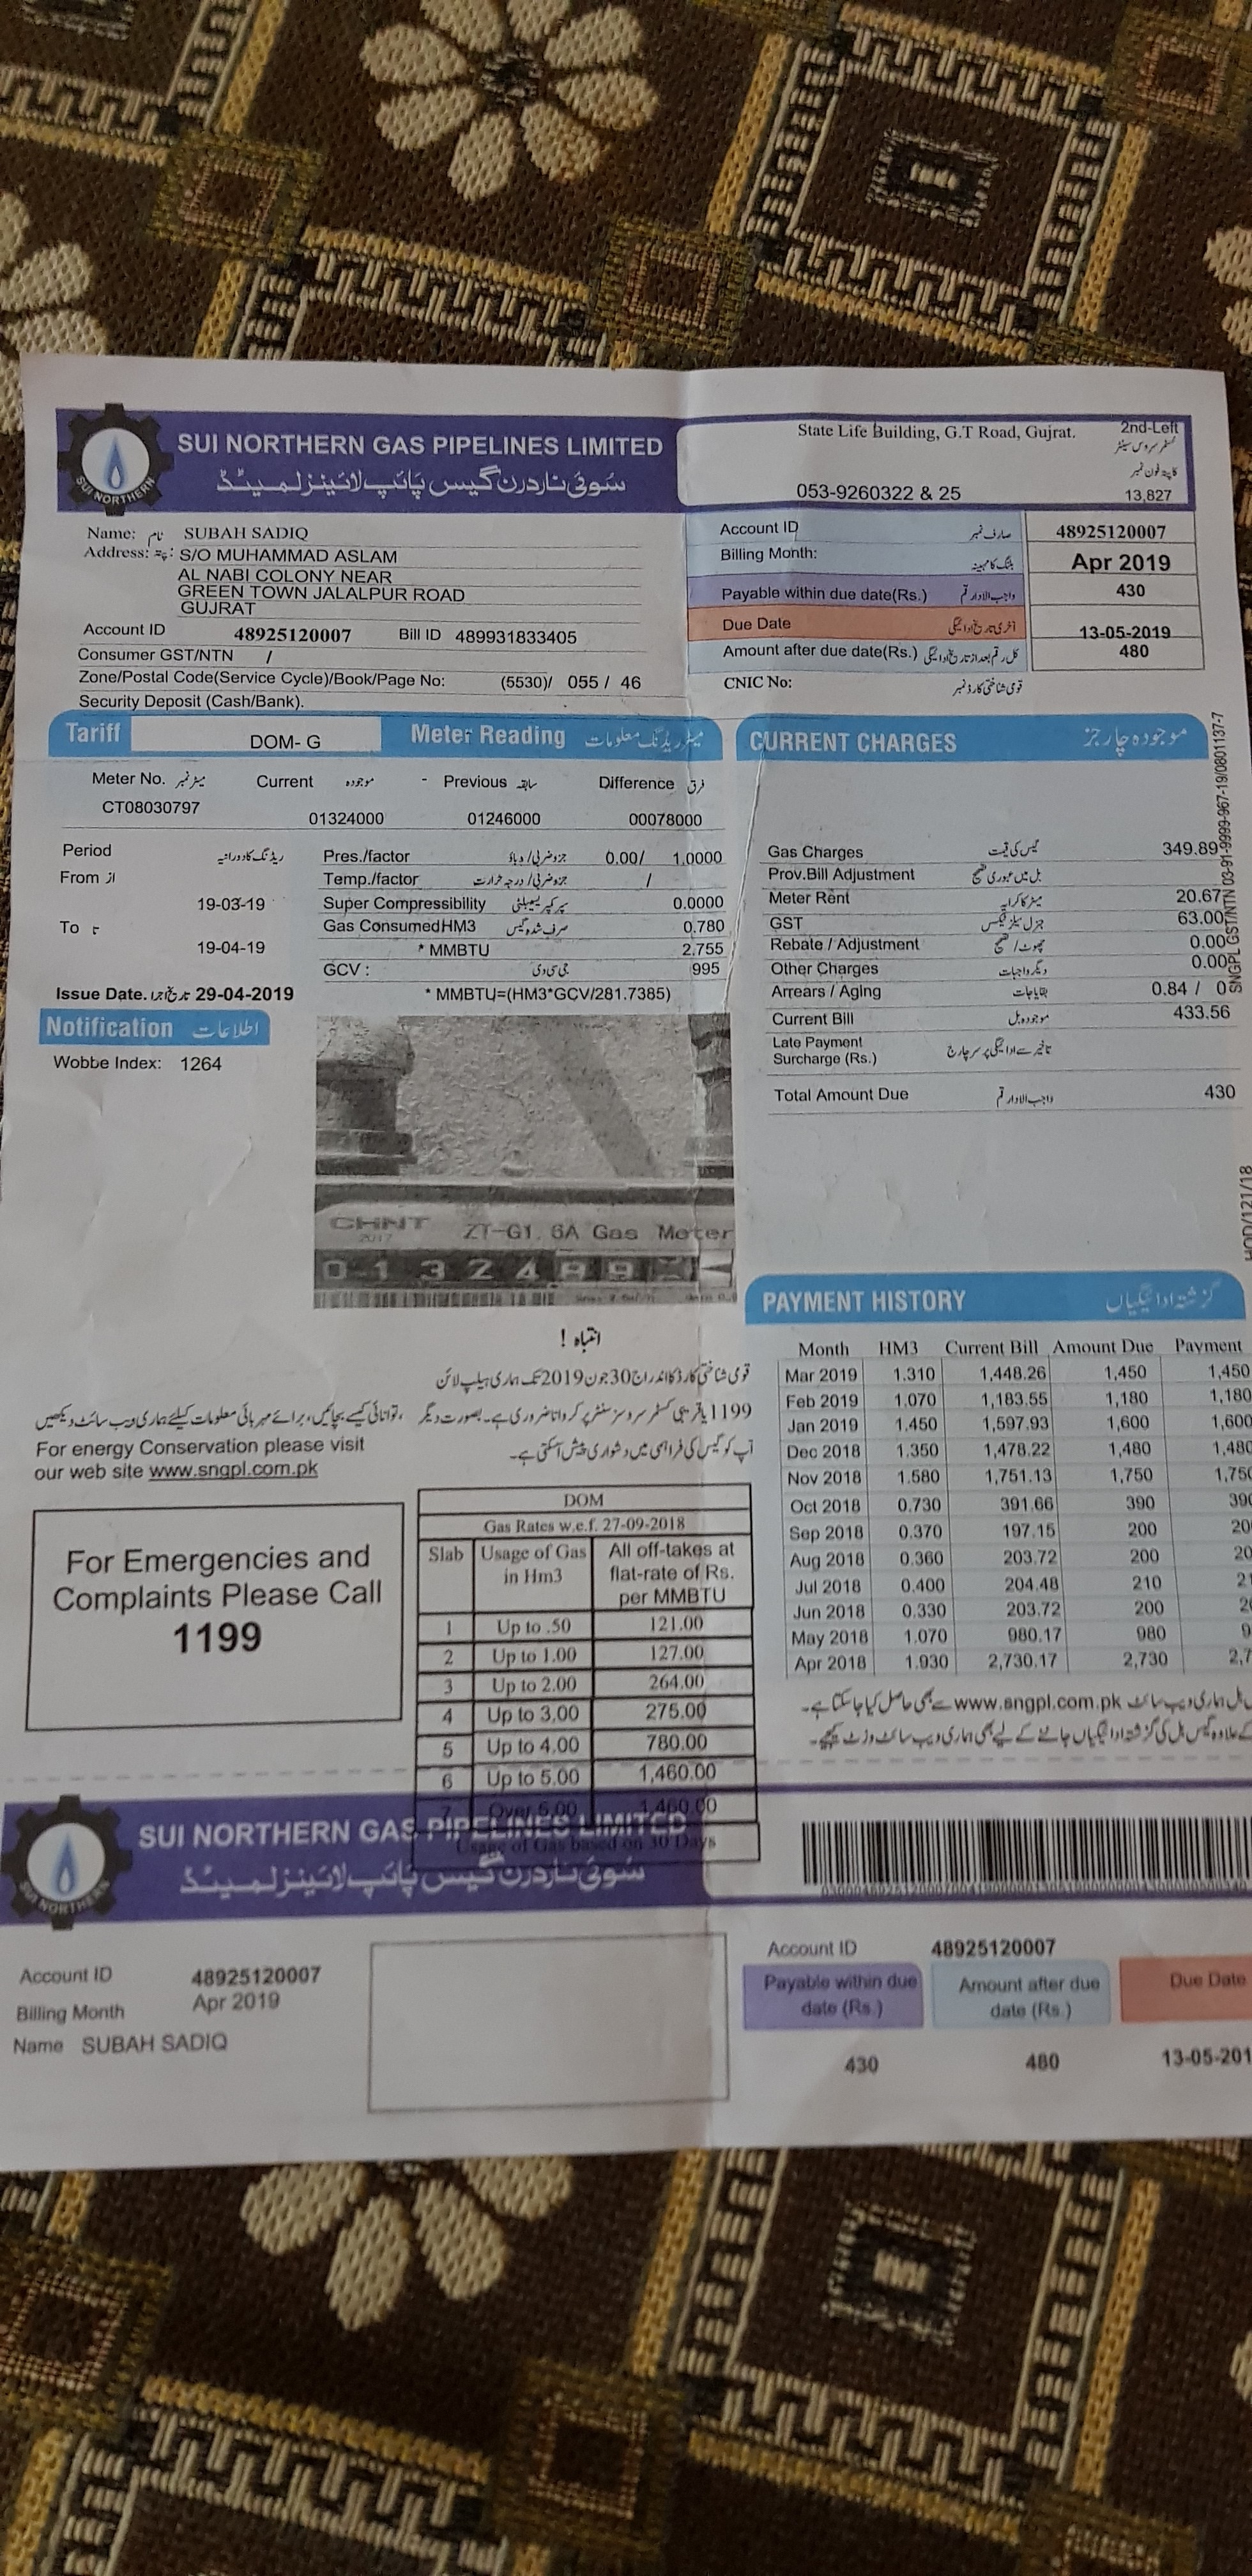 SUI NORTHERN GAS PIPELINES LIMITED
سوئی ناردرن گیس پائپ لائینز لمیٹڈ
SUI NORTHERN
State Life Building, G.T Road, Gujrat.
2nd-Left
کسٹمر سروس سینٹر
کا پتہ فون نمبر
053-9260322 & 25
13,827
Name: نام SUBAH SADIQ
Address: پتہ: S/O MUHAMMAD ASLAM
AL NABI COLONY NEAR
GREEN TOWN JALALPUR ROAD
GUJRAT
Account ID 48925120007 Bill ID 489931833405
Consumer GST/NTN /
Zone/Postal Code(Service Cycle)/Book/Page No: (5530)/ 055 / 46
Security Deposit (Cash/Bank).
Account ID صارف نمبر 48925120007
Billing Month: بلنگ کا مہینہ Apr 2019
Payable within due date(Rs.) واجب الادا رقم 430
Due Date آخری تاریخ ادائیگی 13-05-2019
Amount after due date(Rs.) کل رقم بعد از تاریخ ادائیگی 480
CNIC No: قومی شناختی کارڈ نمبر
Tariff DOM- G Meter Reading میٹر ریڈنگ معلومات
Meter No. میٹر نمبر Current موجودہ - Previous سابقہ Difference فرق
CT08030797 01324000 01246000 00078000
Period ریڈنگ کا دورانیہ
From از
19-03-19
To تا
19-04-19
Issue Date. تاریخ اجرا 29-04-2019
Pres./factor جزو ضربی / دباؤ 0.00/ 1.0000
Temp./factor جزو ضربی / درجہ حرارت /
Super Compressibility سپر کمپریسیبلیٹی 0.0000
Gas ConsumedHM3 صرف شدہ گیس 0.780
* MMBTU 2.755
GCV : جی سی وی 995
* MMBTU=(HM3*GCV/281.7385)
CURRENT CHARGES موجودہ چارجز
Gas Charges گیس کی قیمت 349.89
Prov.Bill Adjustment بل میں عبوری تصحیح
Meter Rent میٹر کا کرایہ 20.67
GST جنرل سیلز ٹیکس 63.00
Rebate / Adjustment چھوٹ / تصحیح 0.00
Other Charges دیگر واجبات 0.00
Arrears / Aging بقایاجات 0.84 / 0
Current Bill موجودہ بل 433.56
Late Payment
Surcharge (Rs.) تاخیر سے ادائیگی پر سرچارج
Total Amount Due واجب الادا رقم 430
SNGPL GST/NTN 03-91-9999-967-19/0801137-7
HOD/121/18
Notification اطلاعات
Wobbe Index: 1264
CHNT
2017
ZT-G1. 6A Gas Meter
0 1 3 2 4
انتباہ !
قومی شناختی کارڈ کا اندراج 30 جون 2019 تک ہماری ہیلپ لائن
1199 یا قریبی کسٹمر سروسز سنٹر پر کروانا ضروری ہے۔ بصورت دیگر
آپ کو گیس کی فراہمی میں دشواری پیش آسکتی ہے۔
توانائی کیسے بچائیں، برائے مہربانی معلومات کیلئے ہماری ویب سائٹ دیکھیں
For energy Conservation please visit
our web site www.sngpl.com.pk
For Emergencies and
Complaints Please Call
1199
DOM
Gas Rates w.e.f. 27-09-2018
Slab Usage of Gas in Hm3 All off-takes at flat-rate of Rs. per MMBTU
1 Up to .50 121.00
2 Up to 1.00 127.00
3 Up to 2.00 264.00
4 Up to 3.00 275.00
5 Up to 4.00 780.00
6 Up to 5.00 1,460.00
7 Over 5.00 1,460.00
Usage of Gas based on 30 Days
PAYMENT HISTORY گزشتہ ادائیگیاں
Month HM3 Current Bill Amount Due Payment
Mar 2019 1.310 1,448.26 1,450 1,450
Feb 2019 1.070 1,183.55 1,180 1,180
Jan 2019 1.450 1,597.93 1,600 1,600
Dec 2018 1.350 1,478.22 1,480 1,480
Nov 2018 1.580 1,751.13 1,750 1,750
Oct 2018 0.730 391.66 390 390
Sep 2018 0.370 197.15 200 20
Aug 2018 0.360 203.72 200 20
Jul 2018 0.400 204.48 210 21
Jun 2018 0.330 203.72 200 20
May 2018 1.070 980.17 980 9
Apr 2018 1.930 2,730.17 2,730 2,7
بل ہماری ویب سائٹ www.sngpl.com.pk سے بھی حاصل کیا جاسکتا ہے۔
کے علاوہ گیس بل کی گزشتہ ادائیگیاں جاننے کے لیے بھی ہماری ویب سائٹ وزٹ کیجیے۔
SUI NORTHERN GAS PIPELINES LIMITED
سوئی ناردرن گیس پائپ لائینز لمیٹڈ
SUI NORTHERN
Account ID 48925120007
Billing Month Apr 2019
Name SUBAH SADIQ
Account ID 48925120007
Payable within due date (Rs.) Amount after due date (Rs.) Due Date
430 480 13-05-201